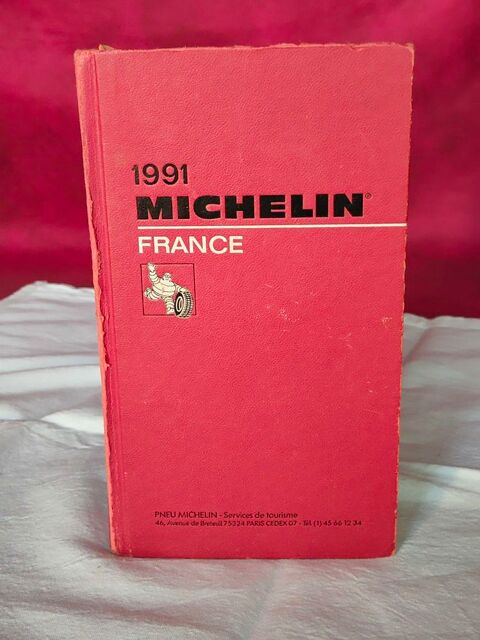 1991
MICHELIN®
FRANCE
PNEU MICHELIN - Services de tourisme
46, Avenue de Breteuil 75324 PARIS CEDEX 07 - Tél. (1) 45 66 12 34